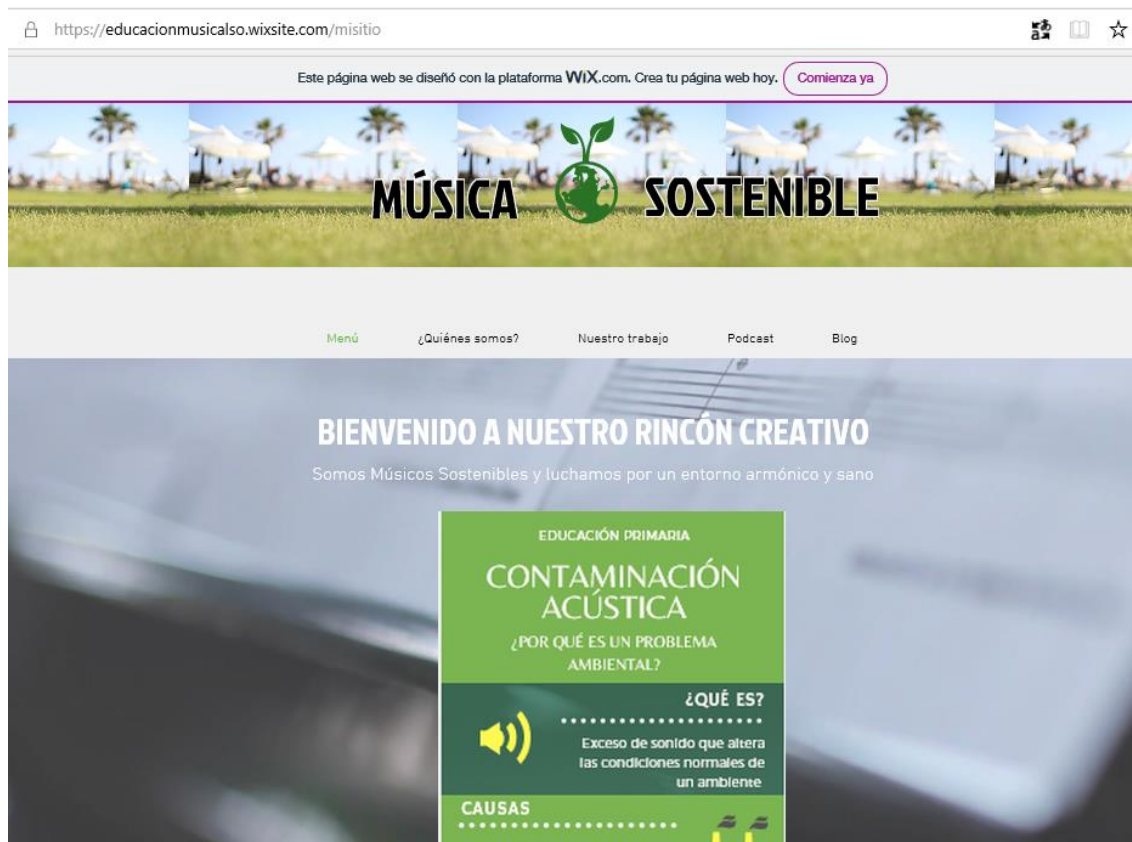 https://educacionmusicalso.wixsite.com/misitio
Este página web se diseñó con la plataforma WiX.com. Crea tu página web hoy. Comienza ya
MÚSICA SOSTENIBLE
Menú ¿Quiénes somos? Nuestro trabajo Podcast Blog
BIENVENIDO A NUESTRO RINCÓN CREATIVO
Somos Músicos Sostenibles y luchamos por un entorno armónico y sano
EDUCACIÓN PRIMARIA
CONTAMINACIÓN
ACÚSTICA
¿POR QUÉ ES UN PROBLEMA
AMBIENTAL?
¿QUÉ ES?
Exceso de sonido que altera
las condiciones normales de
un ambiente
CAUSAS